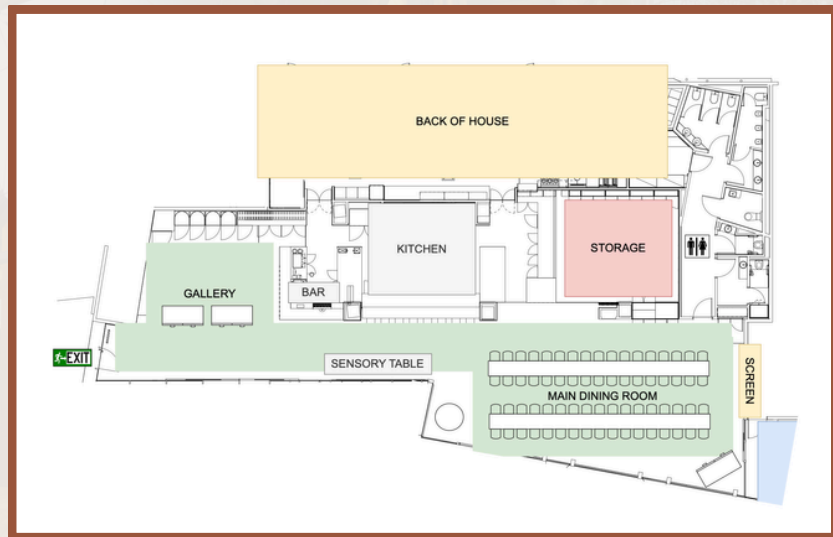 BACK OF HOUSE
KITCHEN
STORAGE
GALLERY
BAR
EXIT
SENSORY TABLE
MAIN DINING ROOM
SCREEN